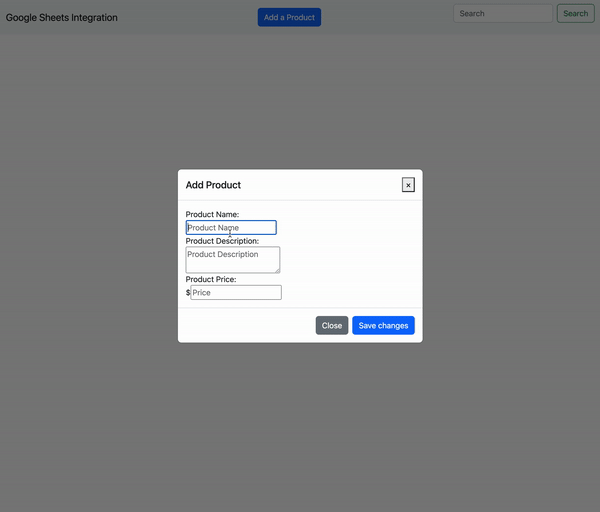 Google Sheets Integration
Add a Product
Search
Search
Add Product
×
Product Name:
Product Name
Product Description:
Product Description
Product Price:
$ Price
Close
Save changes